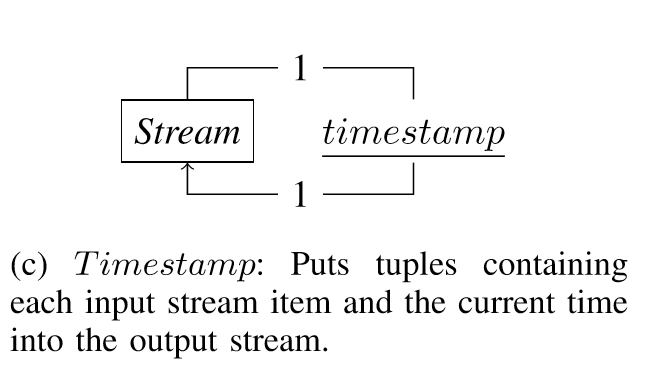 1
Stream timestamp
1
(c) Timestamp: Puts tuples containing
each input stream item and the current time
into the output stream.